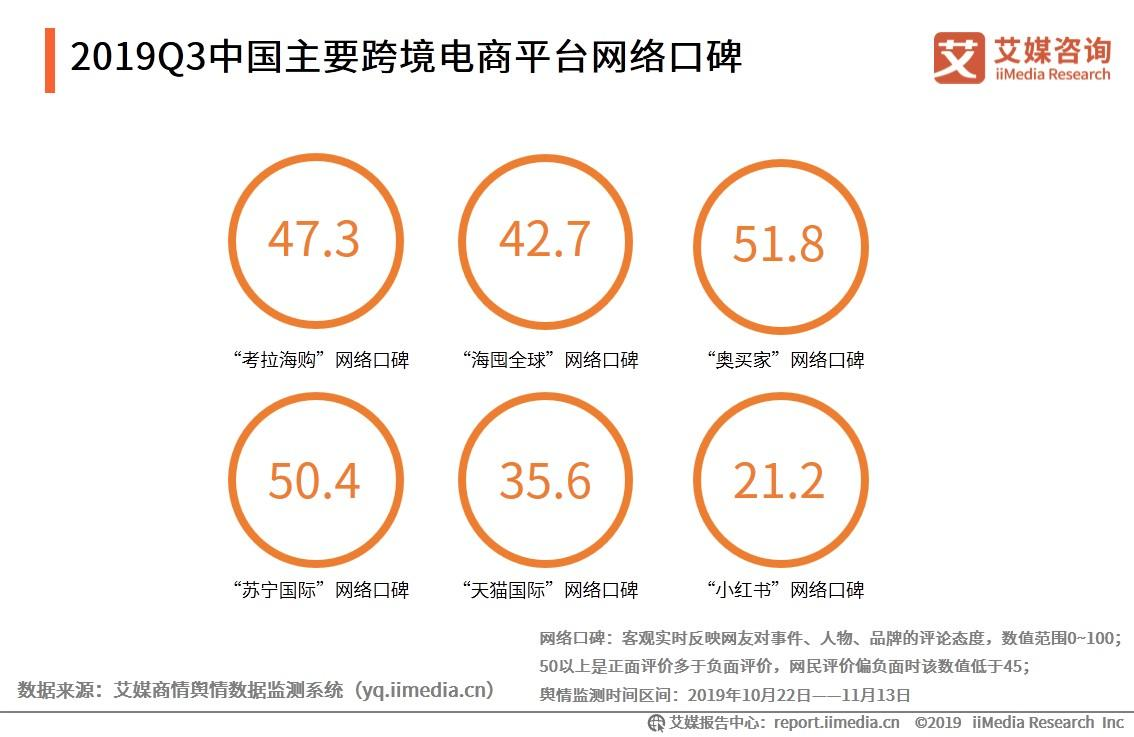 2019Q3中国主要跨境电商平台网络口碑
艾媒咨询
iiMedia Research
47.3
42.7
51.8
“考拉海购”网络口碑
“海囤全球”网络口碑
“奥买家”网络口碑
50.4
35.6
21.2
“苏宁国际”网络口碑
“天猫国际”网络口碑
“小红书”网络口碑
网络口碑：客观实时反映网友对事件、人物、品牌的评论态度，数值范围0~100；
50以上是正面评价多于负面评价，网民评价偏负面时该数值低于45；
舆情监测时间区间：2019年10月22日——11月13日
数据来源：艾媒商情舆情数据监测系统（yq.iimedia.cn）
艾媒报告中心：report.iimedia.cn ©2019 iiMedia Research Inc